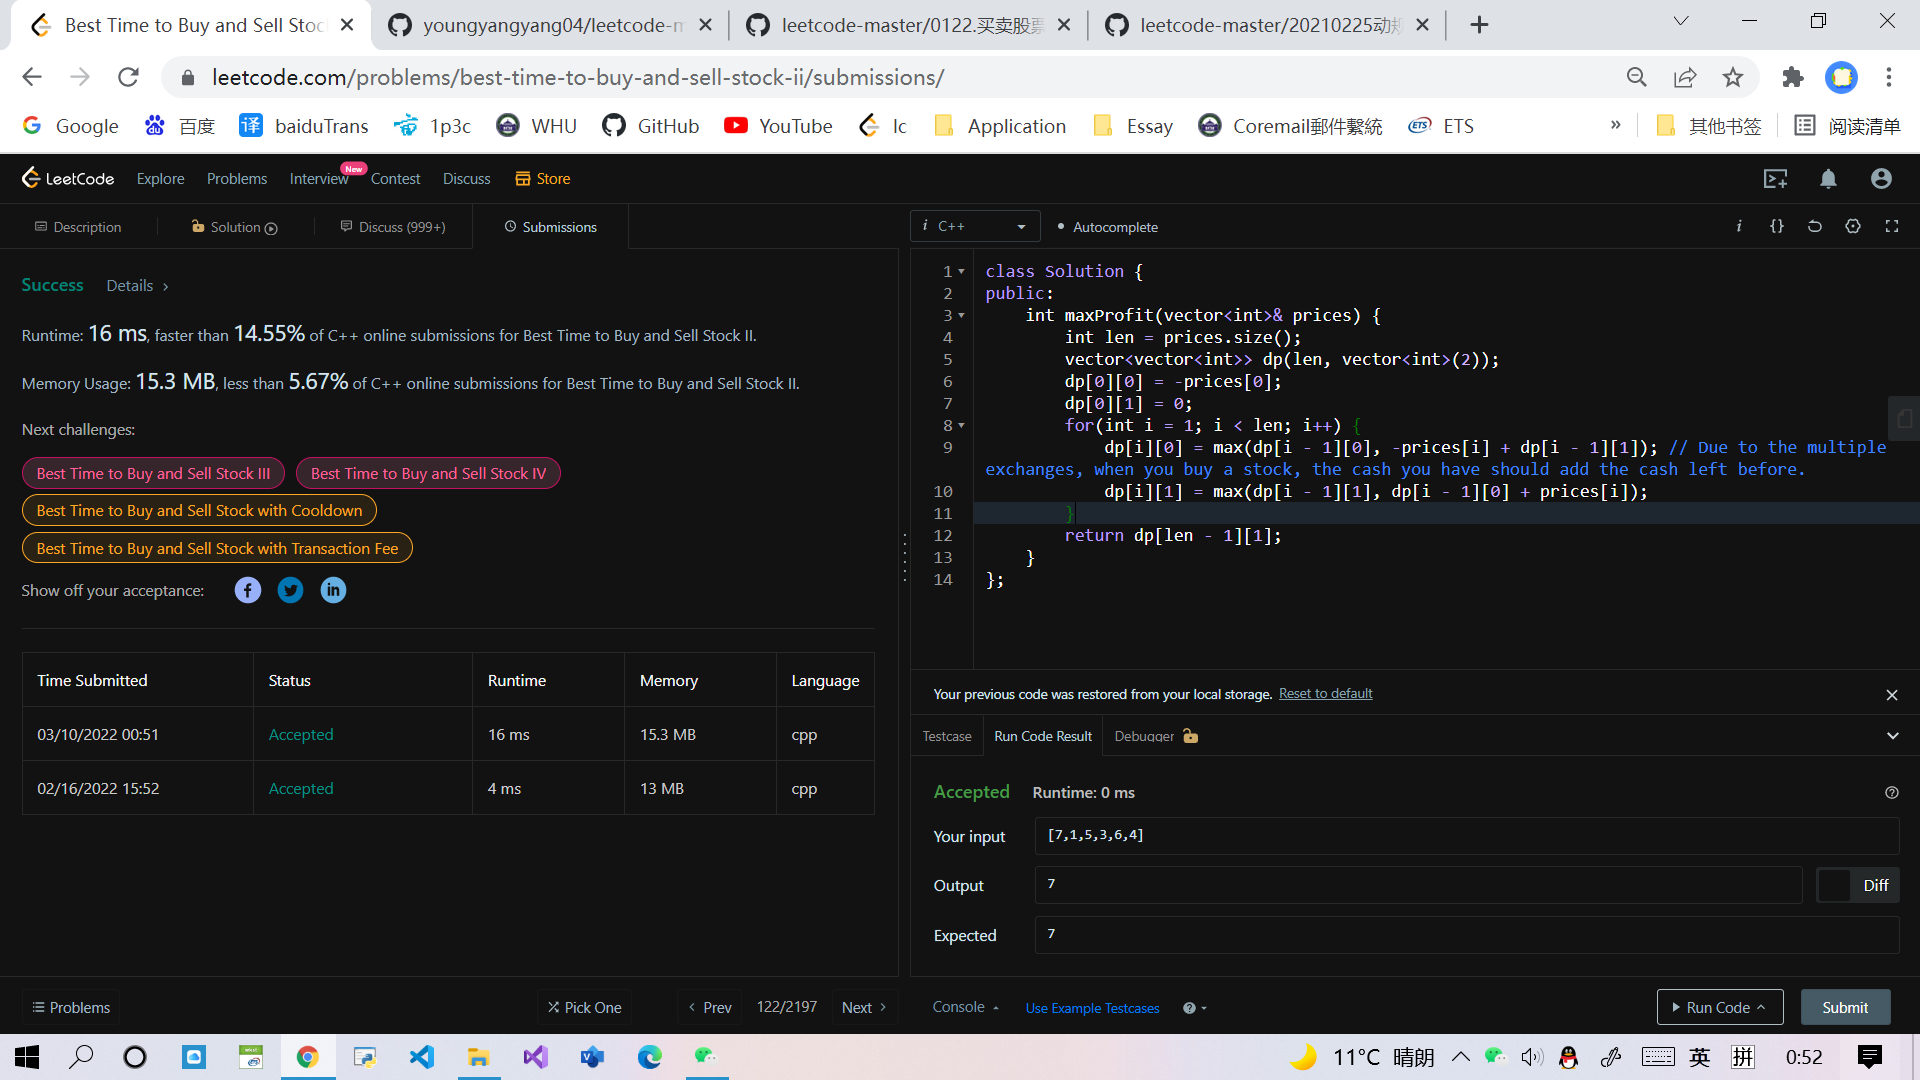 Best Time to Buy and Sell Stoc
youngyangyang04/leetcode-m
leetcode-master/0122.买卖股票
leetcode-master/20210225动规
leetcode.com/problems/best-time-to-buy-and-sell-stock-ii/submissions/
Google 百度 译 baiduTrans 1p3c WHU GitHub YouTube lc Application Essay Coremail郵件繫統 ETS » 其他书签 阅读清单
LeetCode Explore Problems Interview New Contest Discuss Store
Description Solution Discuss (999+) Submissions
i C++ Autocomplete
Success Details >
Runtime: 16 ms, faster than 14.55% of C++ online submissions for Best Time to Buy and Sell Stock II.
Memory Usage: 15.3 MB, less than 5.67% of C++ online submissions for Best Time to Buy and Sell Stock II.
Next challenges:
Best Time to Buy and Sell Stock III Best Time to Buy and Sell Stock IV
Best Time to Buy and Sell Stock with Cooldown
Best Time to Buy and Sell Stock with Transaction Fee
Show off your acceptance:
Time Submitted Status Runtime Memory Language
03/10/2022 00:51 Accepted 16 ms 15.3 MB cpp
02/16/2022 15:52 Accepted 4 ms 13 MB cpp
1 class Solution {
2 public:
3 int maxProfit(vector<int>& prices) {
4 int len = prices.size();
5 vector<vector<int>> dp(len, vector<int>(2));
6 dp[0][0] = -prices[0];
7 dp[0][1] = 0;
8 for(int i = 1; i < len; i++) {
9 dp[i][0] = max(dp[i - 1][0], -prices[i] + dp[i - 1][1]); // Due to the multiple
exchanges, when you buy a stock, the cash you have should add the cash left before.
10 dp[i][1] = max(dp[i - 1][1], dp[i - 1][0] + prices[i]);
11 }
12 return dp[len - 1][1];
13 }
14 };
Your previous code was restored from your local storage. Reset to default
Testcase Run Code Result Debugger
Accepted Runtime: 0 ms
Your input [7,1,5,3,6,4]
Output 7 Diff
Expected 7
Problems Pick One < Prev 122/2197 Next >
Console Use Example Testcases Run Code Submit
11°C 晴朗 英 拼 0:52